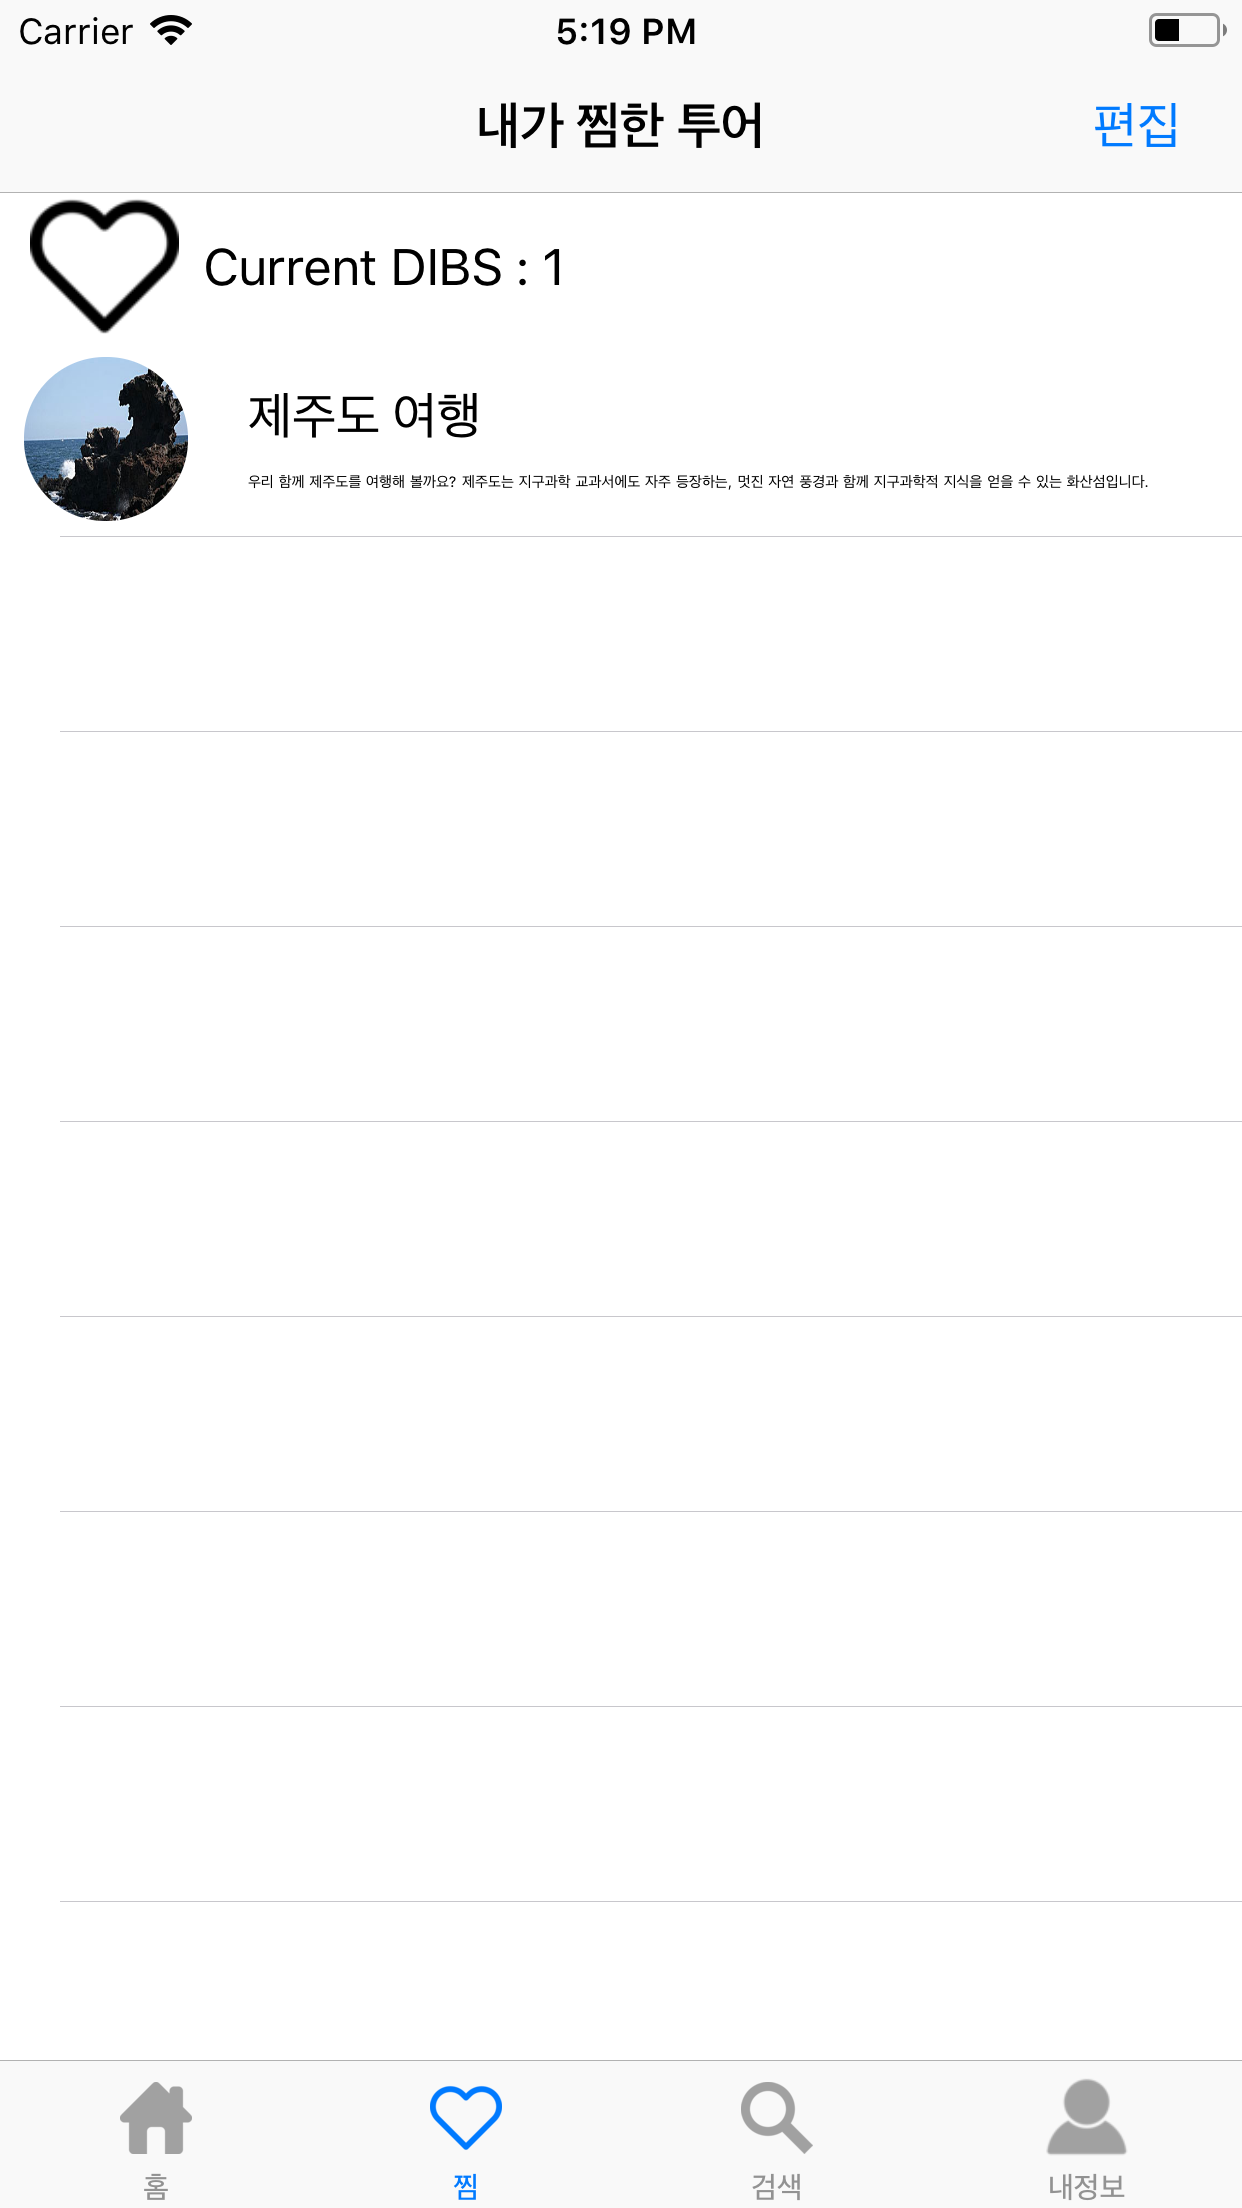 Carrier 5:19 PM
내가 찜한 투어 편집
Current DIBS : 1
제주도 여행
우리 함께 제주도를 여행해 볼까요? 제주도는 지구과학 교과서에도 자주 등장하는, 멋진 자연 풍경과 함께 지구과학적 지식을 얻을 수 있는 화산섬입니다.
홈 찜 검색 내정보